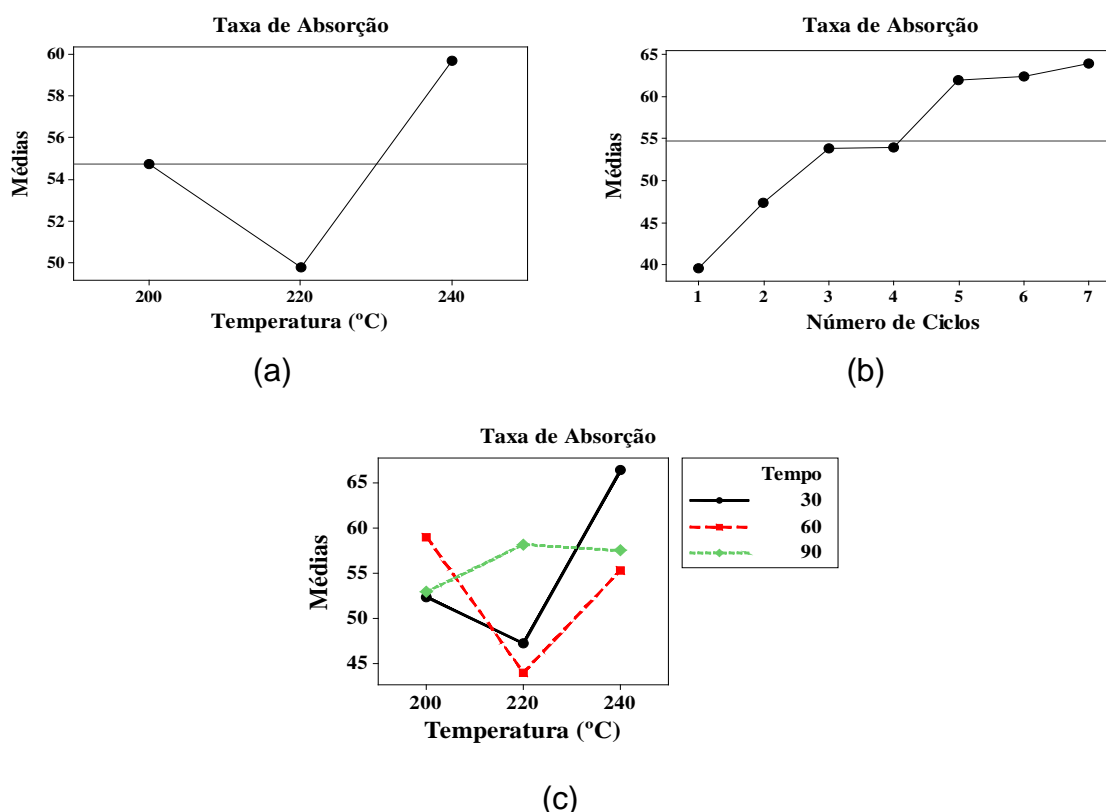 Taxa de Absorção
60
58
56
54
52
50
Médias
200 220 240
Temperatura (ºC)
(a)
Taxa de Absorção
65
60
55
50
45
40
Médias
1 2 3 4 5 6 7
Número de Ciclos
(b)
Taxa de Absorção
65
60
55
50
45
Médias
200 220 240
Temperatura (ºC)
Tempo
30
60
90
(c)